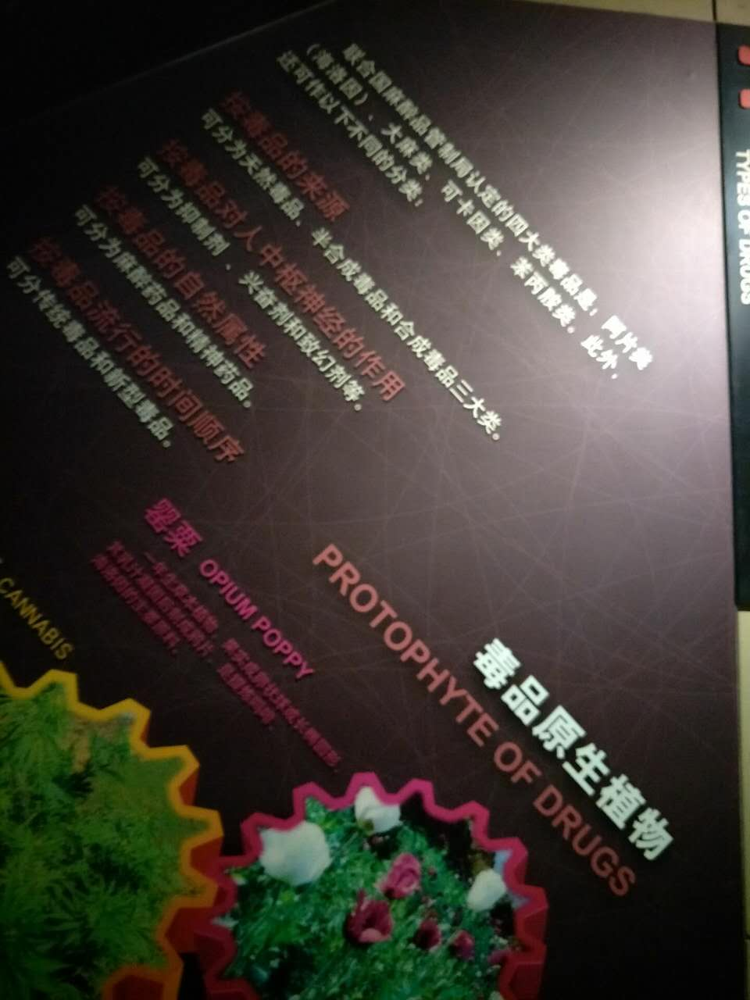 TYPES OF DRUGS
联合国麻醉品管制局认定的四大类毒品是：阿片类
（海洛因）、大麻类、可卡因类、苯丙胺类。此外，
还可作以下不同的分类：
按毒品的来源
可分为天然毒品、半合成毒品和合成毒品三大类。
按毒品对人中枢神经的作用
可分为抑制剂、兴奋剂和致幻剂等。
按毒品的自然属性
可分为麻醉药品和精神药品。
按毒品流行的时间顺序
可分传统毒品和新型毒品。
毒品原生植物
PROTOPHYTE OF DRUGS
罂粟 OPIUM POPPY
海洛因的主要原料。
CANNABIS